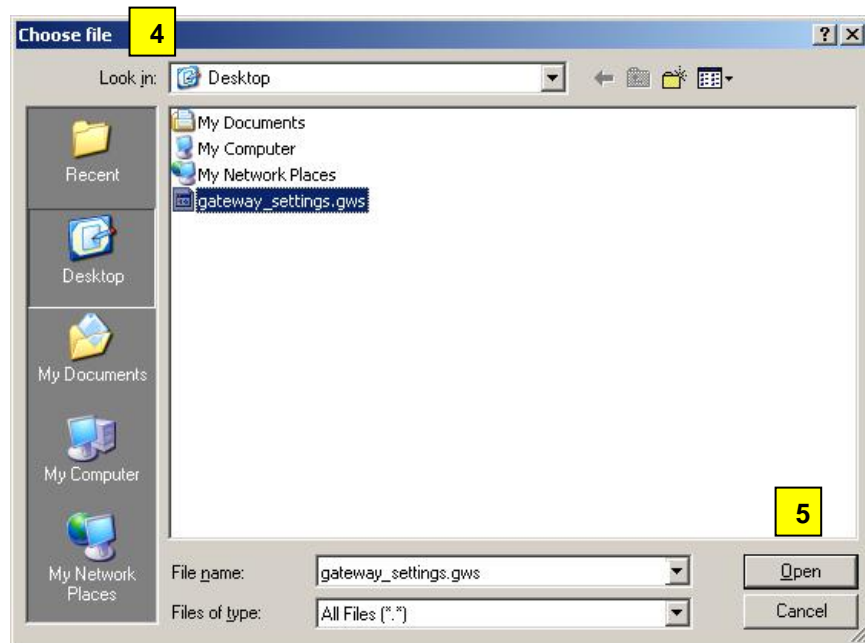 Choose file
4
Look in:
Desktop
Recent
Desktop
My Documents
My Computer
My Network
Places
My Documents
My Computer
My Network Places
gateway_settings.gws
5
File name:
gateway_settings.gws
Open
Files of type:
All Files (*.*)
Cancel